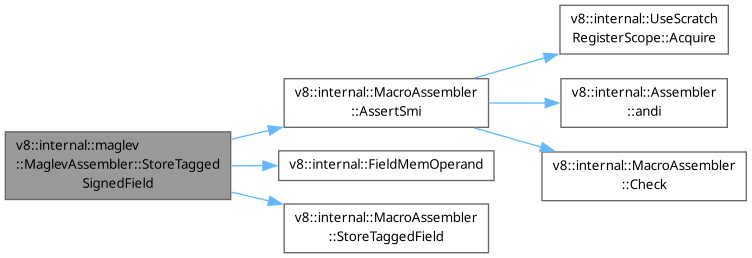 v8::internal::maglev
::MaglevAssembler::StoreTagged
SignedField
v8::internal::MacroAssembler
::AssertSmi
v8::internal::UseScratch
RegisterScope::Acquire
v8::internal::Assembler
::andi
v8::internal::MacroAssembler
::Check
v8::internal::FieldMemOperand
v8::internal::MacroAssembler
::StoreTaggedField